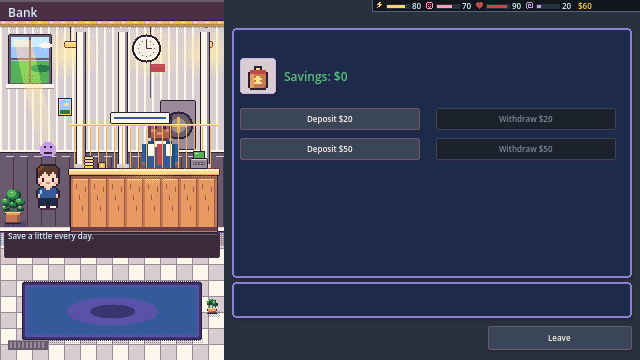 Bank
80 70 90 20 $60
Savings: $0
Deposit $20 Withdraw $20
Deposit $50 Withdraw $50
Save a little every day.
Leave